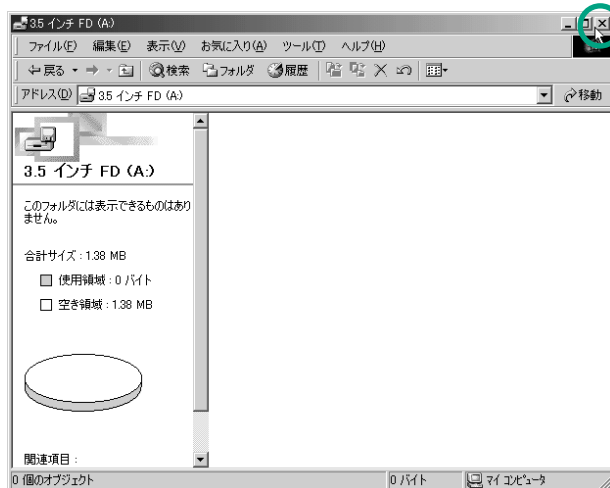 3.5 インチ FD (A:)
ファイル(F) 編集(E) 表示(V) お気に入り(A) ツール(T) ヘルプ(H)
戻る 検索 フォルダ 履歴
アドレス(D) 3.5 インチ FD (A:) 移動
3.5 インチ FD (A:)
このフォルダには表示できるものはあり
ません。
合計サイズ : 1.38 MB
使用領域 : 0 バイト
空き領域 : 1.38 MB
関連項目 :
0 個のオブジェクト 0 バイト マイ コンピュータ